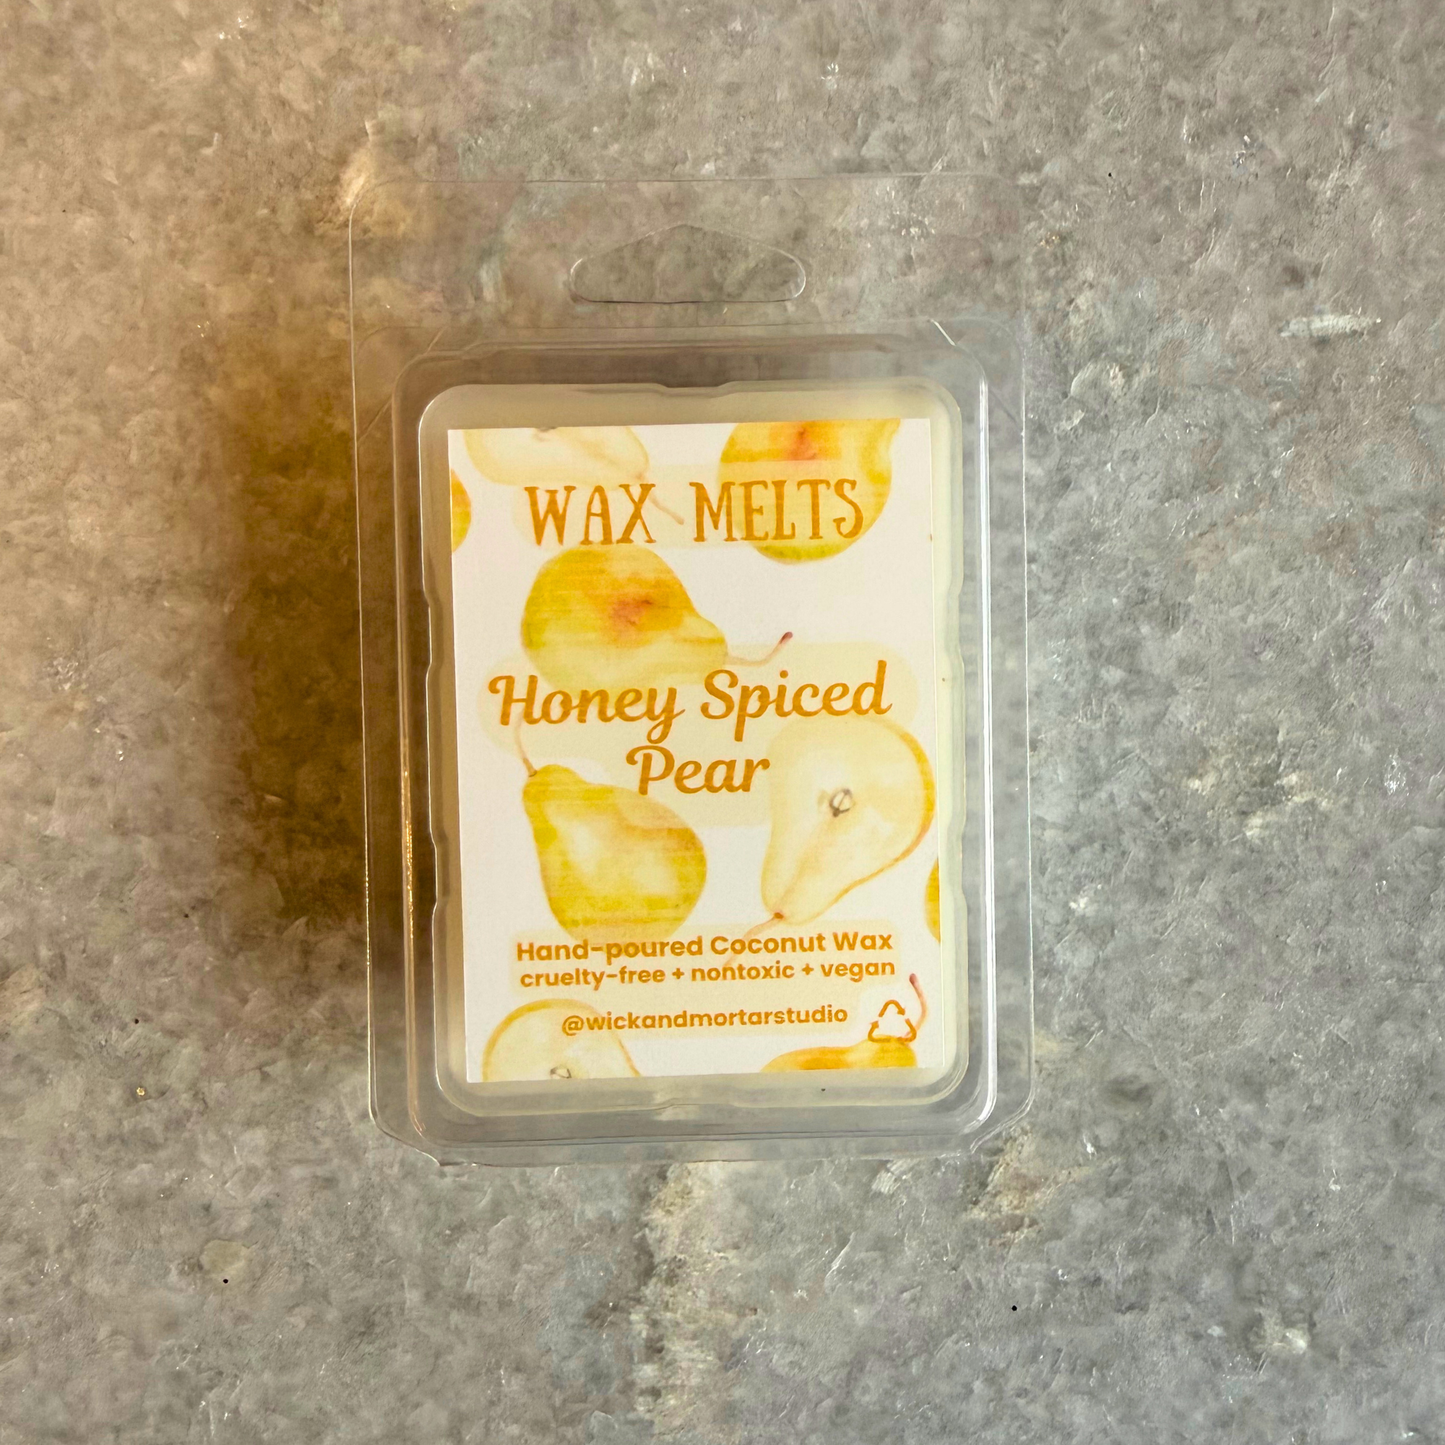 WAX MELTS
Honey Spiced
Pear
Hand-poured Coconut Wax
cruelty-free + nontoxic + vegan
@wickandmortarstudio